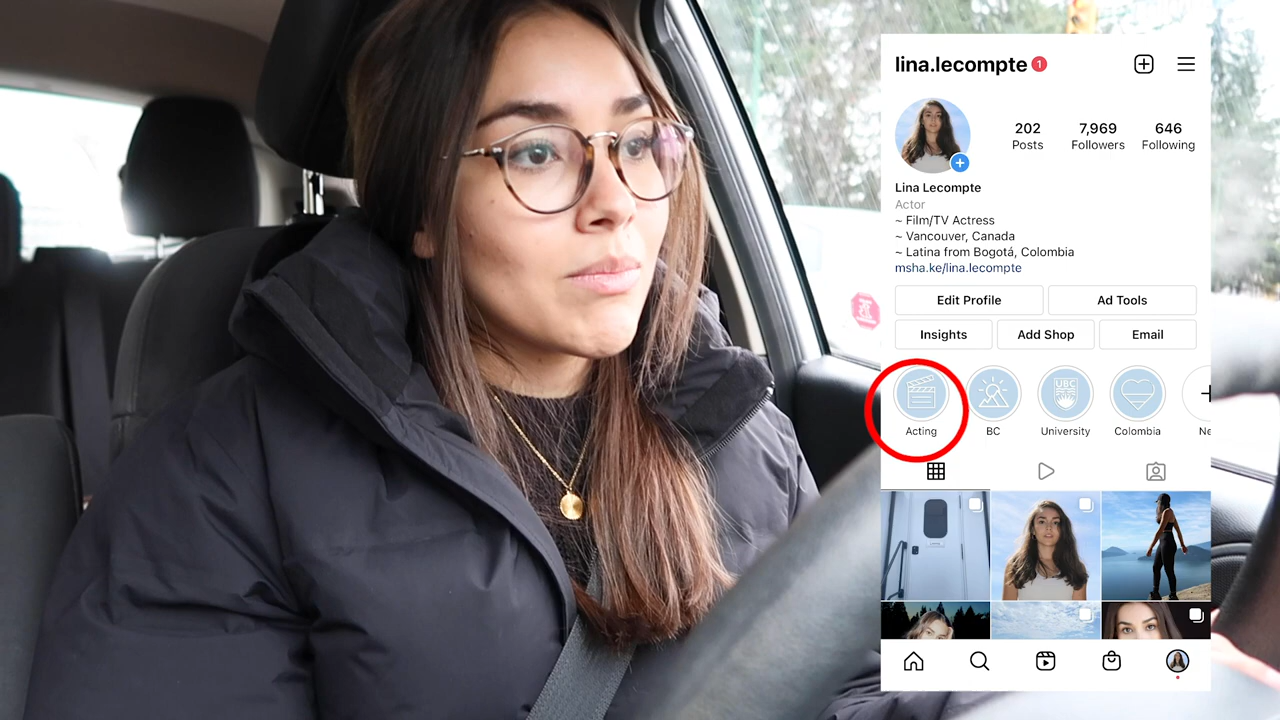 lina.lecompte 1
202 7,969 646
Posts Followers Following
Lina Lecompte
Actor
~ Film/TV Actress
~ Vancouver, Canada
~ Latina from Bogotá, Colombia
msha.ke/lina.lecompte
Edit Profile Ad Tools
Insights Add Shop Email
UBC
Acting BC University Colombia Ne